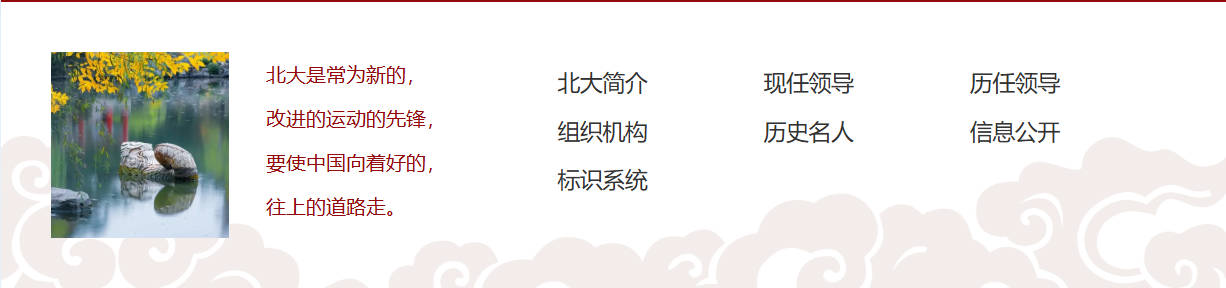 北大是常为新的，
改进的运动的先锋，
要使中国向着好的，
往上的道路走。
北大简介
现任领导
历任领导
组织机构
历史名人
信息公开
标识系统